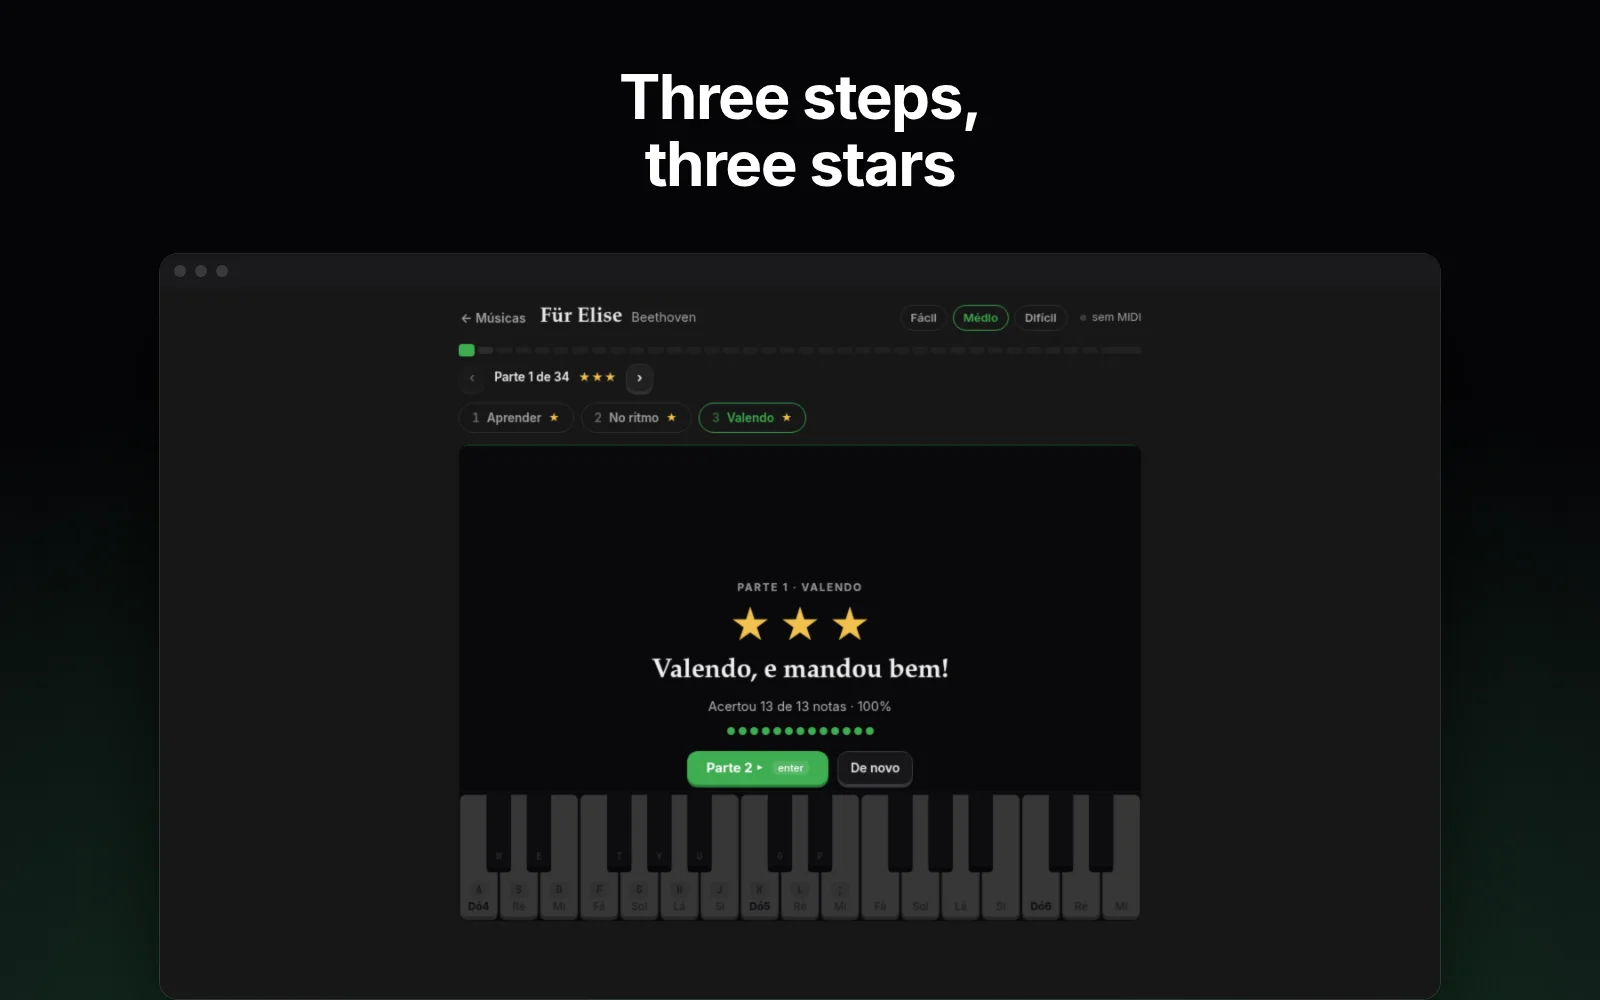 Three steps,
three stars
← Músicas Für Elise Beethoven Fácil Médio Difícil sem MIDI
‹ Parte 1 de 34 ★★★ ›
1 Aprender ★ 2 No ritmo ★ 3 Valendo ★
PARTE 1 · VALENDO
★ ★ ★
Valendo, e mandou bem!
Acertou 13 de 13 notas · 100%
Parte 2 ▸ enter De novo
W E T Y U O P
A S D F G H J K L ;
Dó4 Ré Mi Fá Sol Lá Si Dó5 Ré Mi Fá Sol Lá Si Dó6 Ré Mi